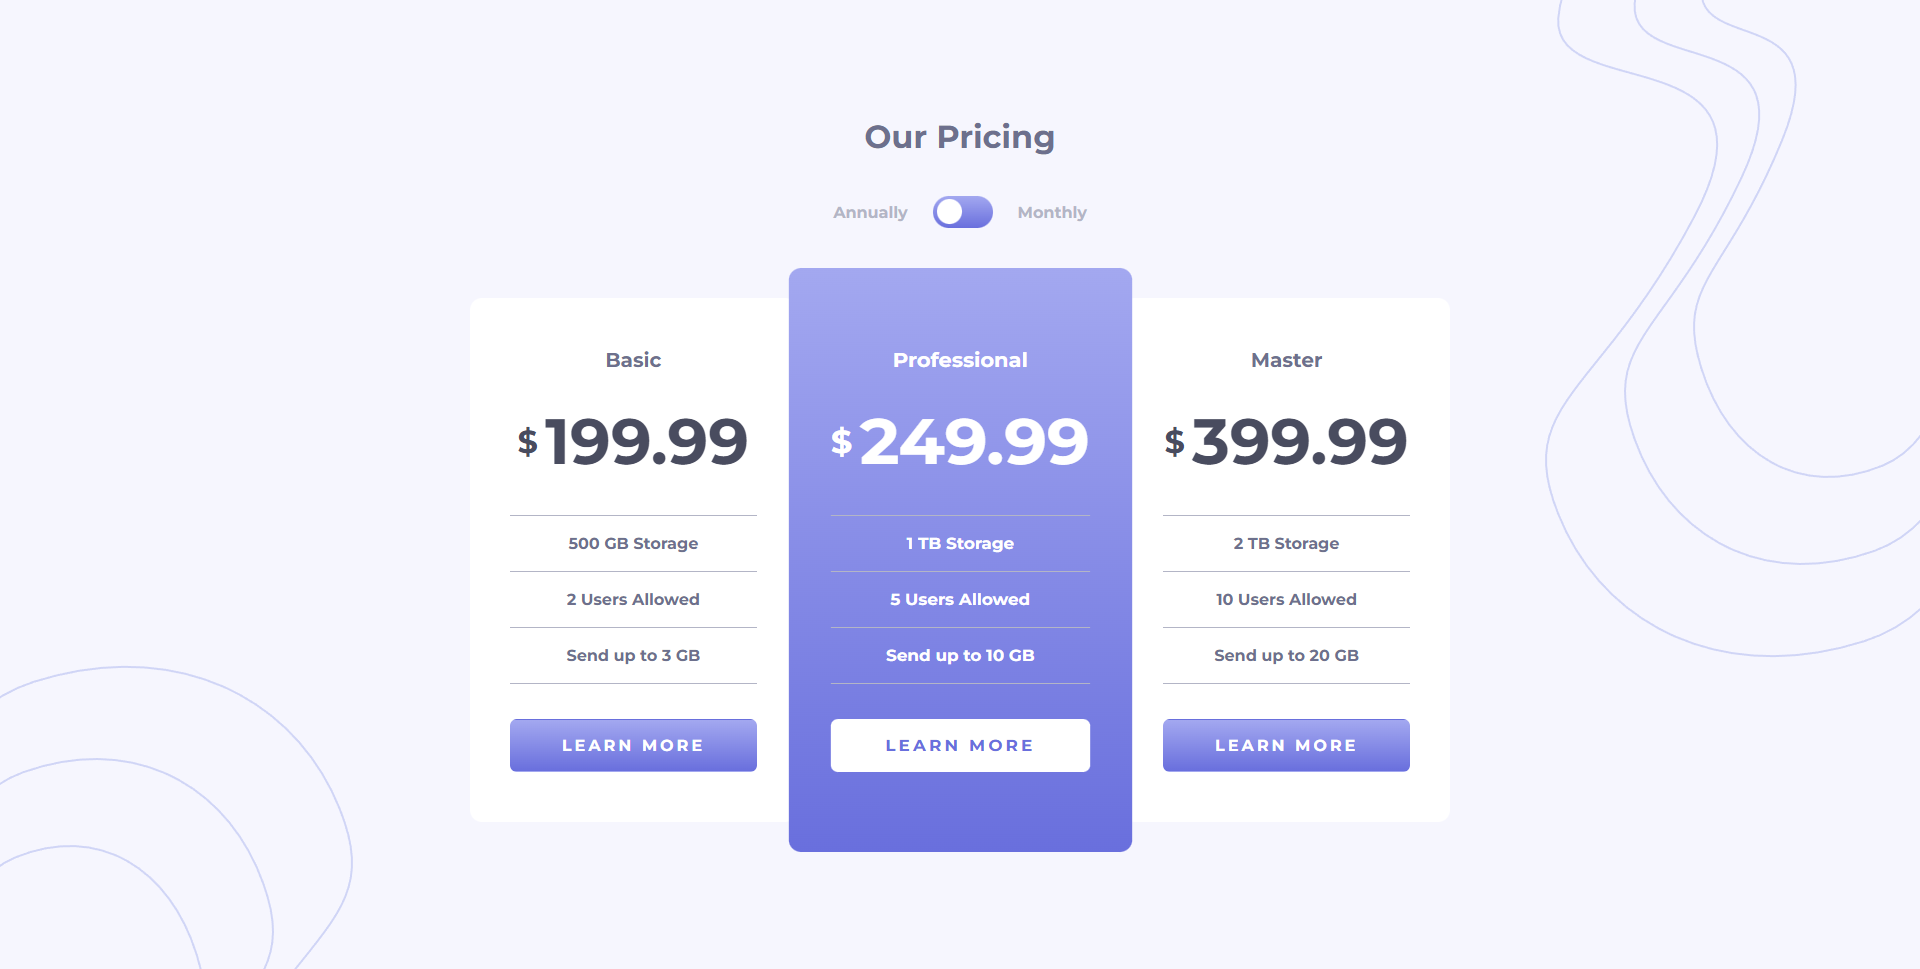 Our Pricing
Annually Monthly
Basic
$199.99
500 GB Storage
2 Users Allowed
Send up to 3 GB
LEARN MORE
Professional
$249.99
1 TB Storage
5 Users Allowed
Send up to 10 GB
LEARN MORE
Master
$399.99
2 TB Storage
10 Users Allowed
Send up to 20 GB
LEARN MORE